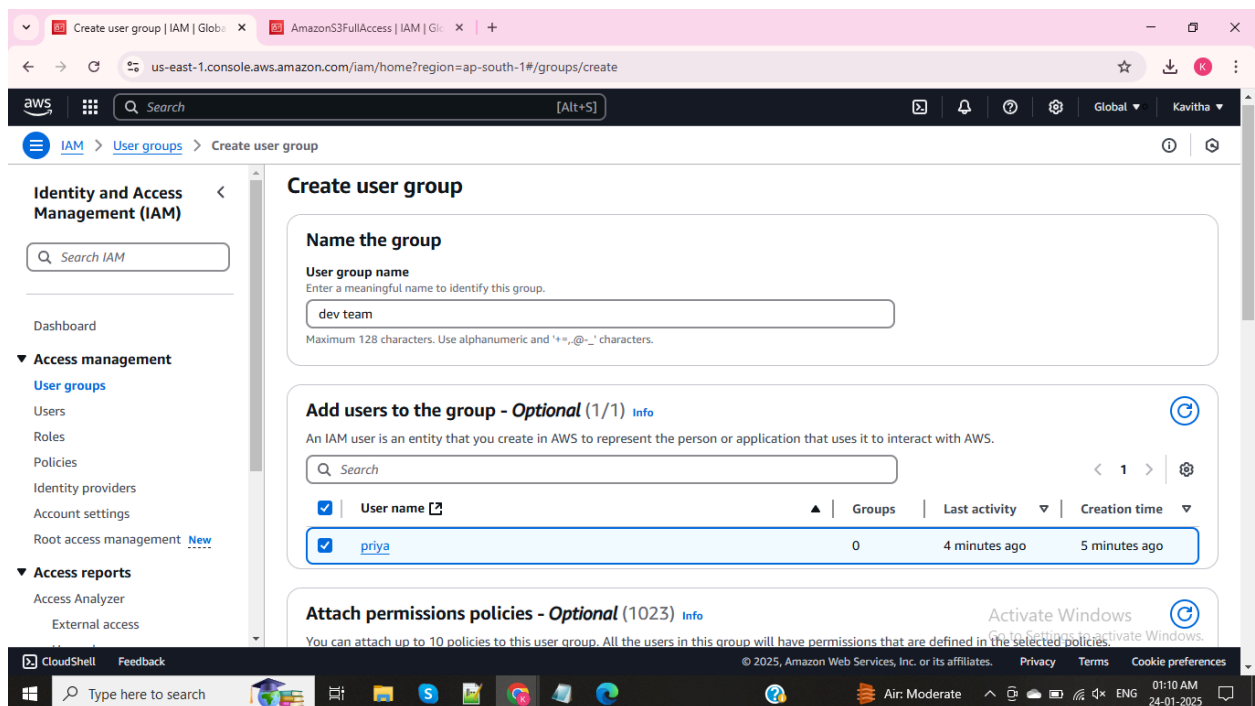 Create user group | IAM | Globa
AmazonS3FullAccess | IAM | Glo
us-east-1.console.aws.amazon.com/iam/home?region=ap-south-1#/groups/create
K
aws
Search [Alt+S]
Global
Kavitha
IAM > User groups > Create user group
Identity and Access
Management (IAM)
Search IAM
Dashboard
Access management
User groups
Users
Roles
Policies
Identity providers
Account settings
Root access management New
Access reports
Access Analyzer
External access
Create user group
Name the group
User group name
Enter a meaningful name to identify this group.
dev team
Maximum 128 characters. Use alphanumeric and '+=,.@-_' characters.
Add users to the group - Optional (1/1) Info
An IAM user is an entity that you create in AWS to represent the person or application that uses it to interact with AWS.
Search
1
User name Groups Last activity Creation time
priya 0 4 minutes ago 5 minutes ago
Attach permissions policies - Optional (1023) Info
You can attach up to 10 policies to this user group. All the users in this group will have permissions that are defined in the selected policies.
Activate Windows
Go to Settings to activate Windows.
CloudShell Feedback
© 2025, Amazon Web Services, Inc. or its affiliates. Privacy Terms Cookie preferences
Type here to search
Air: Moderate
ENG
01:10 AM
24-01-2025